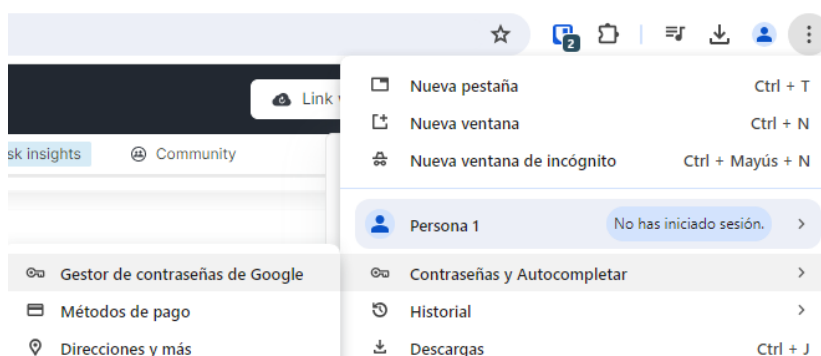 2
Nueva pestaña Ctrl + T
Link
Nueva ventana Ctrl + N
sk insights Community
Nueva ventana de incógnito Ctrl + Mayús + N
Persona 1 No has iniciado sesión.
Gestor de contraseñas de Google
Contraseñas y Autocompletar
Métodos de pago
Historial
Direcciones y más
Descargas Ctrl + J